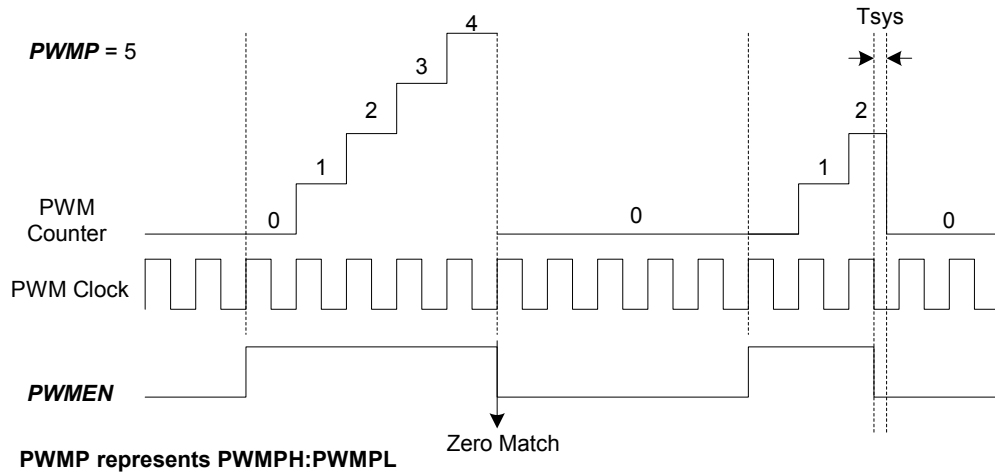 Tsys
PWMP = 5
4
3
2
1
0
0
2
1
0
PWM
Counter
PWM Clock
PWMEN
Zero Match
PWMP represents PWMPH:PWMPL